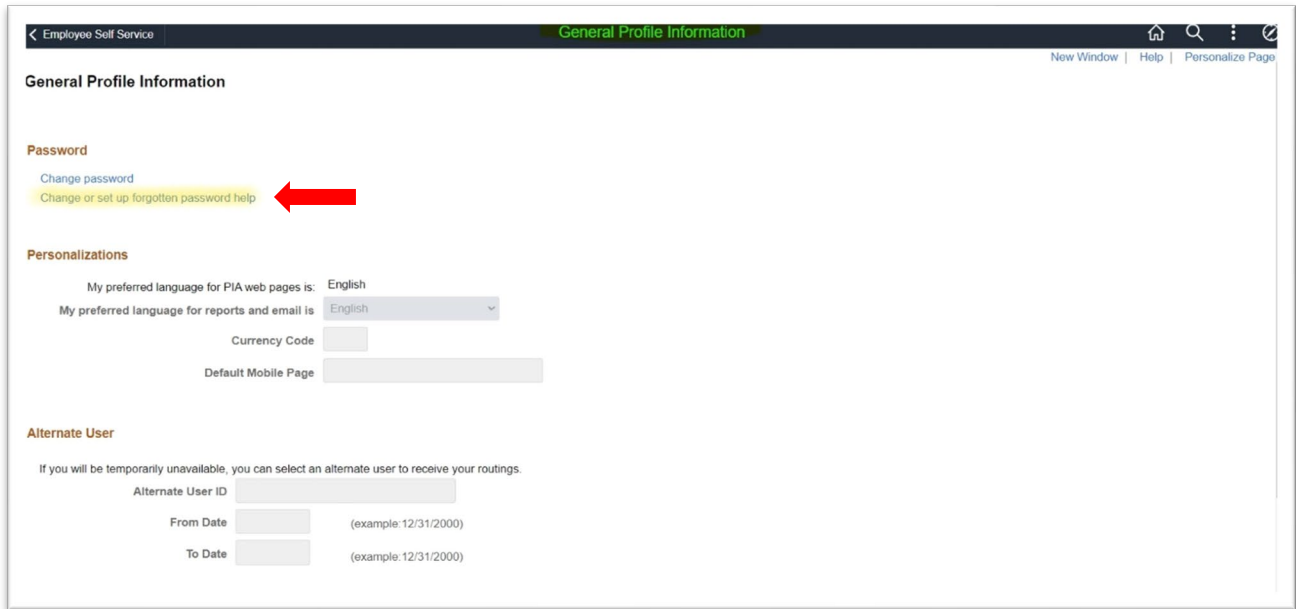 Employee Self Service
General Profile Information
New Window | Help | Personalize Page
General Profile Information
Password
Change password
Change or set up forgotten password help
Personalizations
My preferred language for PIA web pages is: English
My preferred language for reports and email is English
Currency Code
Default Mobile Page
Alternate User
If you will be temporarily unavailable, you can select an alternate user to receive your routings.
Alternate User ID
From Date (example:12/31/2000)
To Date (example:12/31/2000)